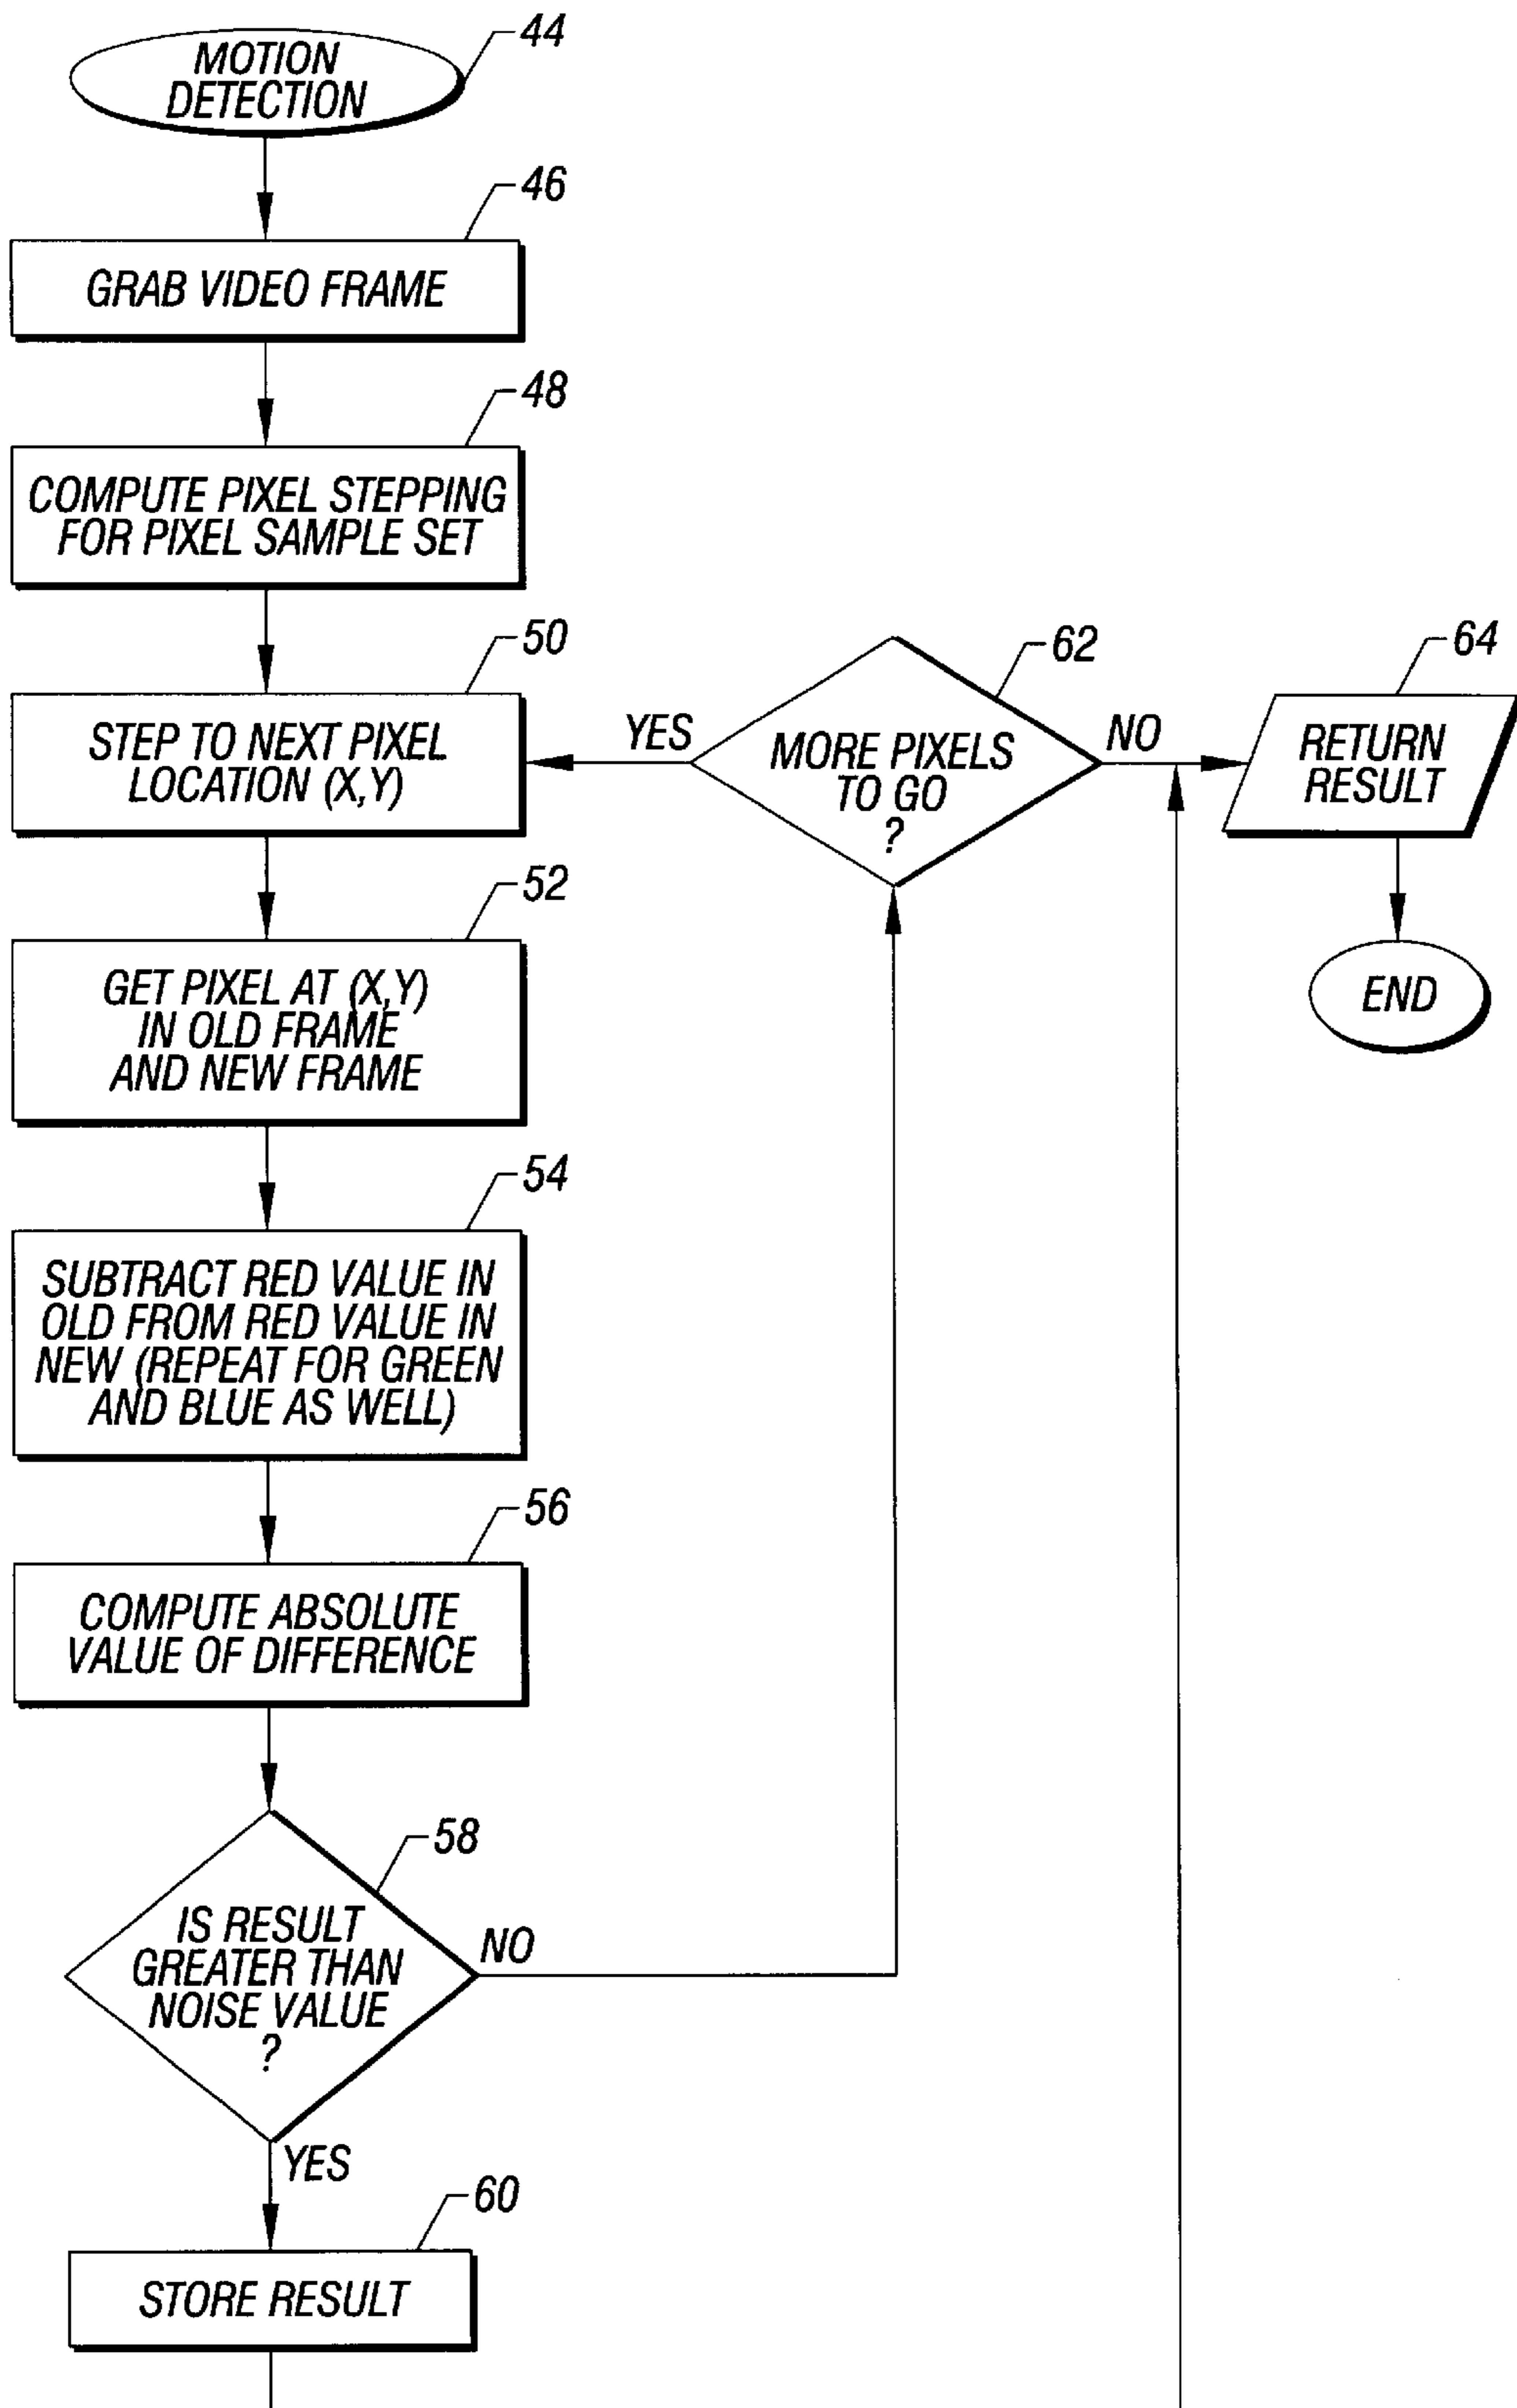 MOTION
DETECTION
44
46
GRAB VIDEO FRAME
48
COMPUTE PIXEL STEPPING
FOR PIXEL SAMPLE SET
50
STEP TO NEXT PIXEL
LOCATION (X,Y)
YES
62
MORE PIXELS
TO GO
?
NO
64
RETURN
RESULT
END
52
GET PIXEL AT (X,Y)
IN OLD FRAME
AND NEW FRAME
54
SUBTRACT RED VALUE IN
OLD FROM RED VALUE IN
NEW (REPEAT FOR GREEN
AND BLUE AS WELL)
56
COMPUTE ABSOLUTE
VALUE OF DIFFERENCE
58
IS RESULT
GREATER THAN
NOISE VALUE
?
NO
YES
60
STORE RESULT